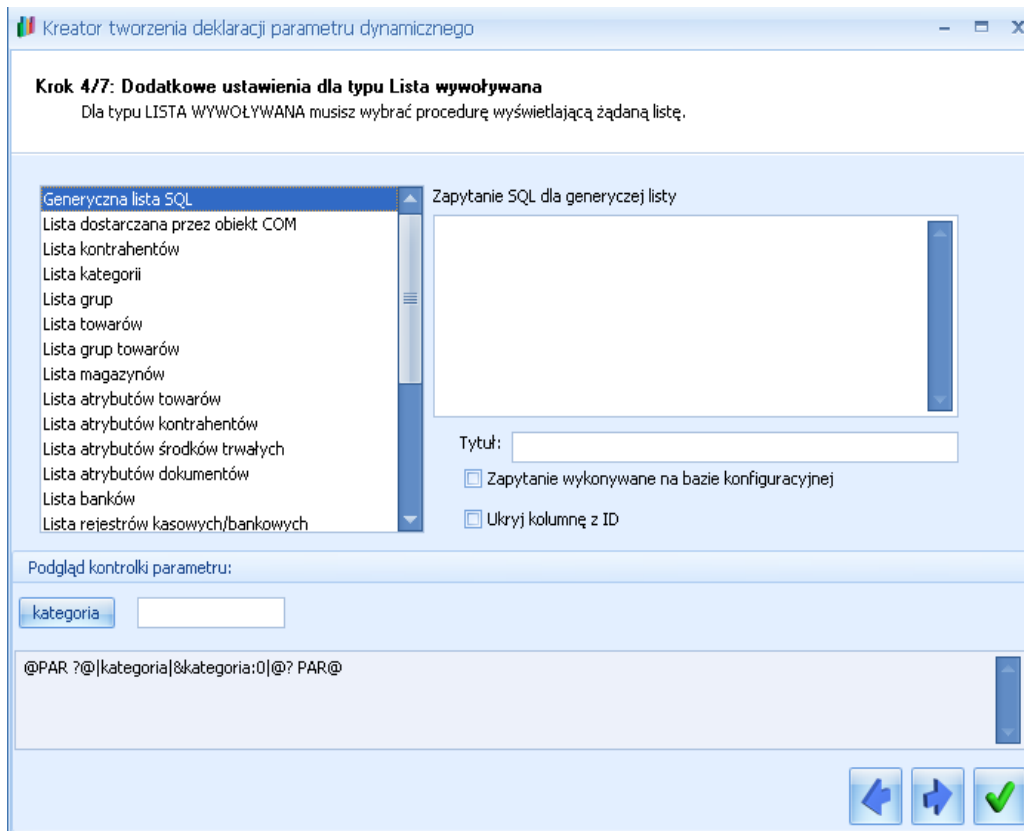 Kreator tworzenia deklaracji parametru dynamicznego
Krok 4/7: Dodatkowe ustawienia dla typu Lista wywoływana
Dla typu LISTA WYWOŁYWANA musisz wybrać procedurę wyświetlającą żądaną listę.
Generyczna lista SQL
Lista dostarczana przez obiekt COM
Lista kontrahentów
Lista kategorii
Lista grup
Lista towarów
Lista grup towarów
Lista magazynów
Lista atrybutów towarów
Lista atrybutów kontrahentów
Lista atrybutów środków trwałych
Lista atrybutów dokumentów
Lista banków
Lista rejestrów kasowych/bankowych
Zapytanie SQL dla generyczej listy
Tytuł:
Zapytanie wykonywane na bazie konfiguracyjnej
Ukryj kolumnę z ID
Podgląd kontrolki parametru:
kategoria
@PAR ?@|kategoria|&kategoria:0|@? PAR@